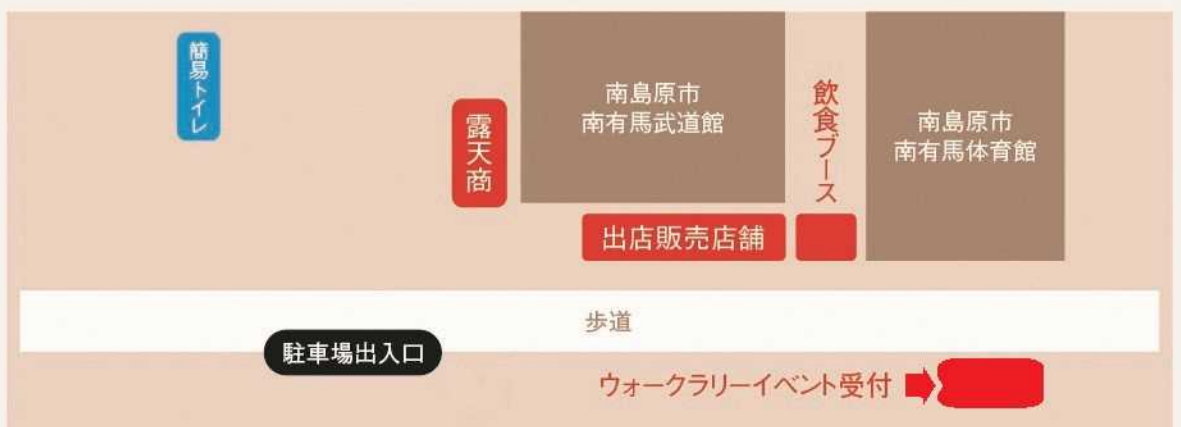 簡易トイレ
露天商
南島原市
南有馬武道館
飲食ブース
南島原市
南有馬体育館
出店販売店舗
歩道
駐車場出入口
ウォークラリーイベント受付